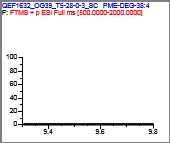 QEF1632_OG39_T5-28-0-3_SC PME-DEG-38:4
F: FTMS + p ESI Full ms [500.0000-2000.0000]
100
80
60
40
20
0
9.4 9.6 9.8